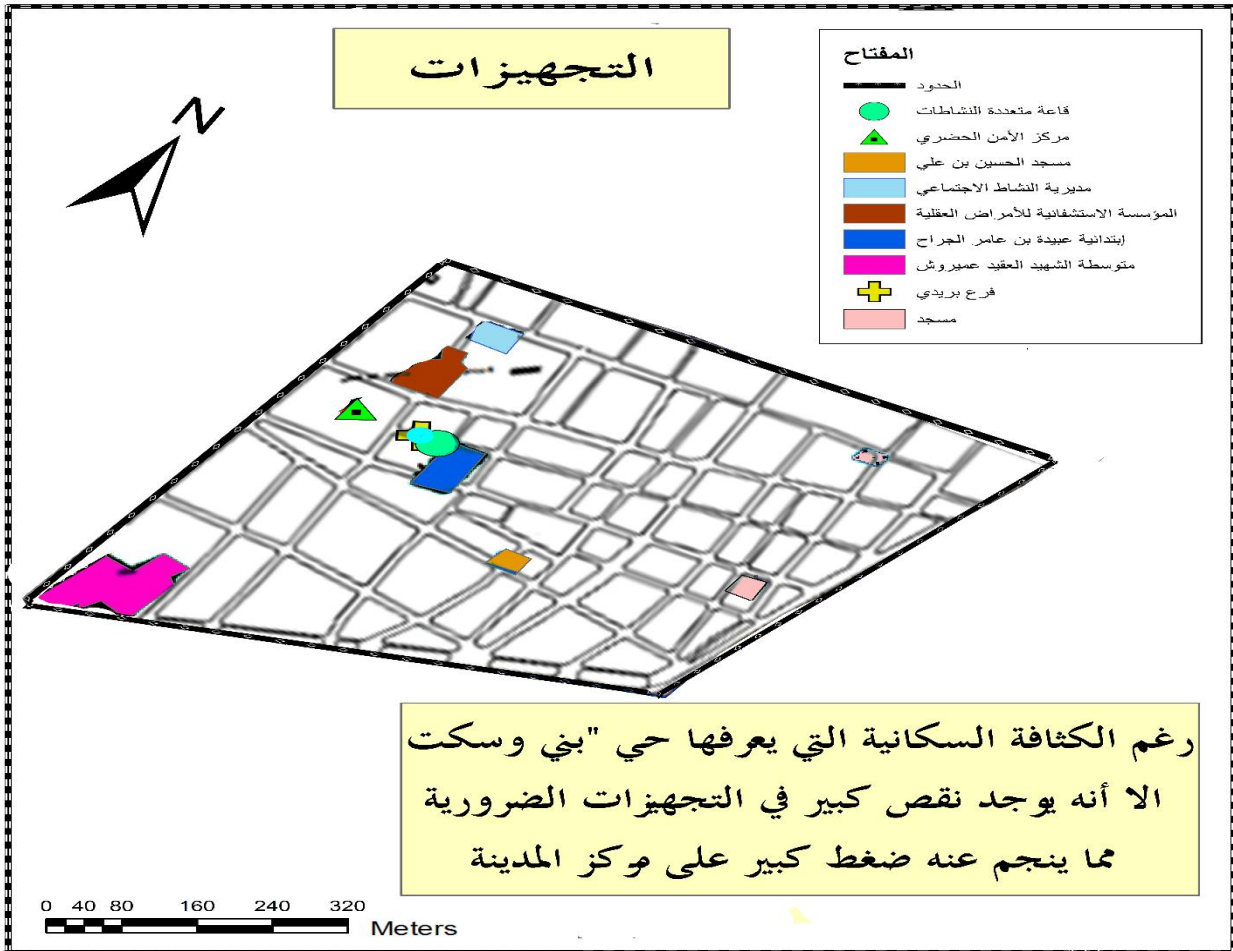 التجهيزات
المفتاح
الحدود
قاعة متعددة النشاطات
مركز الأمن الحضري
مسجد الحسين بن علي
مديرية النشاط الاجتماعي
المؤسسة الاستشفائية للأمراض العقلية
إبتدائية عبيدة بن عامر الجراح
متوسطة الشهيد العقيد عميروش
فرع بريدي
مسجد
N
رغم الكثافة السكانية التي يعرفها حي "بني وسكت
الا أنه يوجد نقص كبير في التجهيزات الضرورية
مما ينجم عنه ضغط كبير على مركز المدينة
0 40 80 160 240 320
Meters